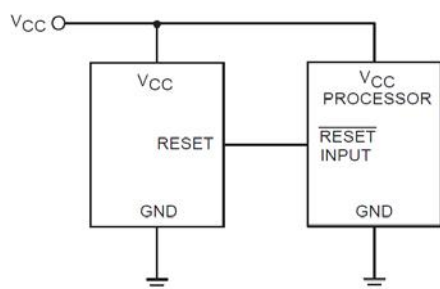 VCC
VCC
RESET
GND
VCC
PROCESSOR
RESET
INPUT
GND